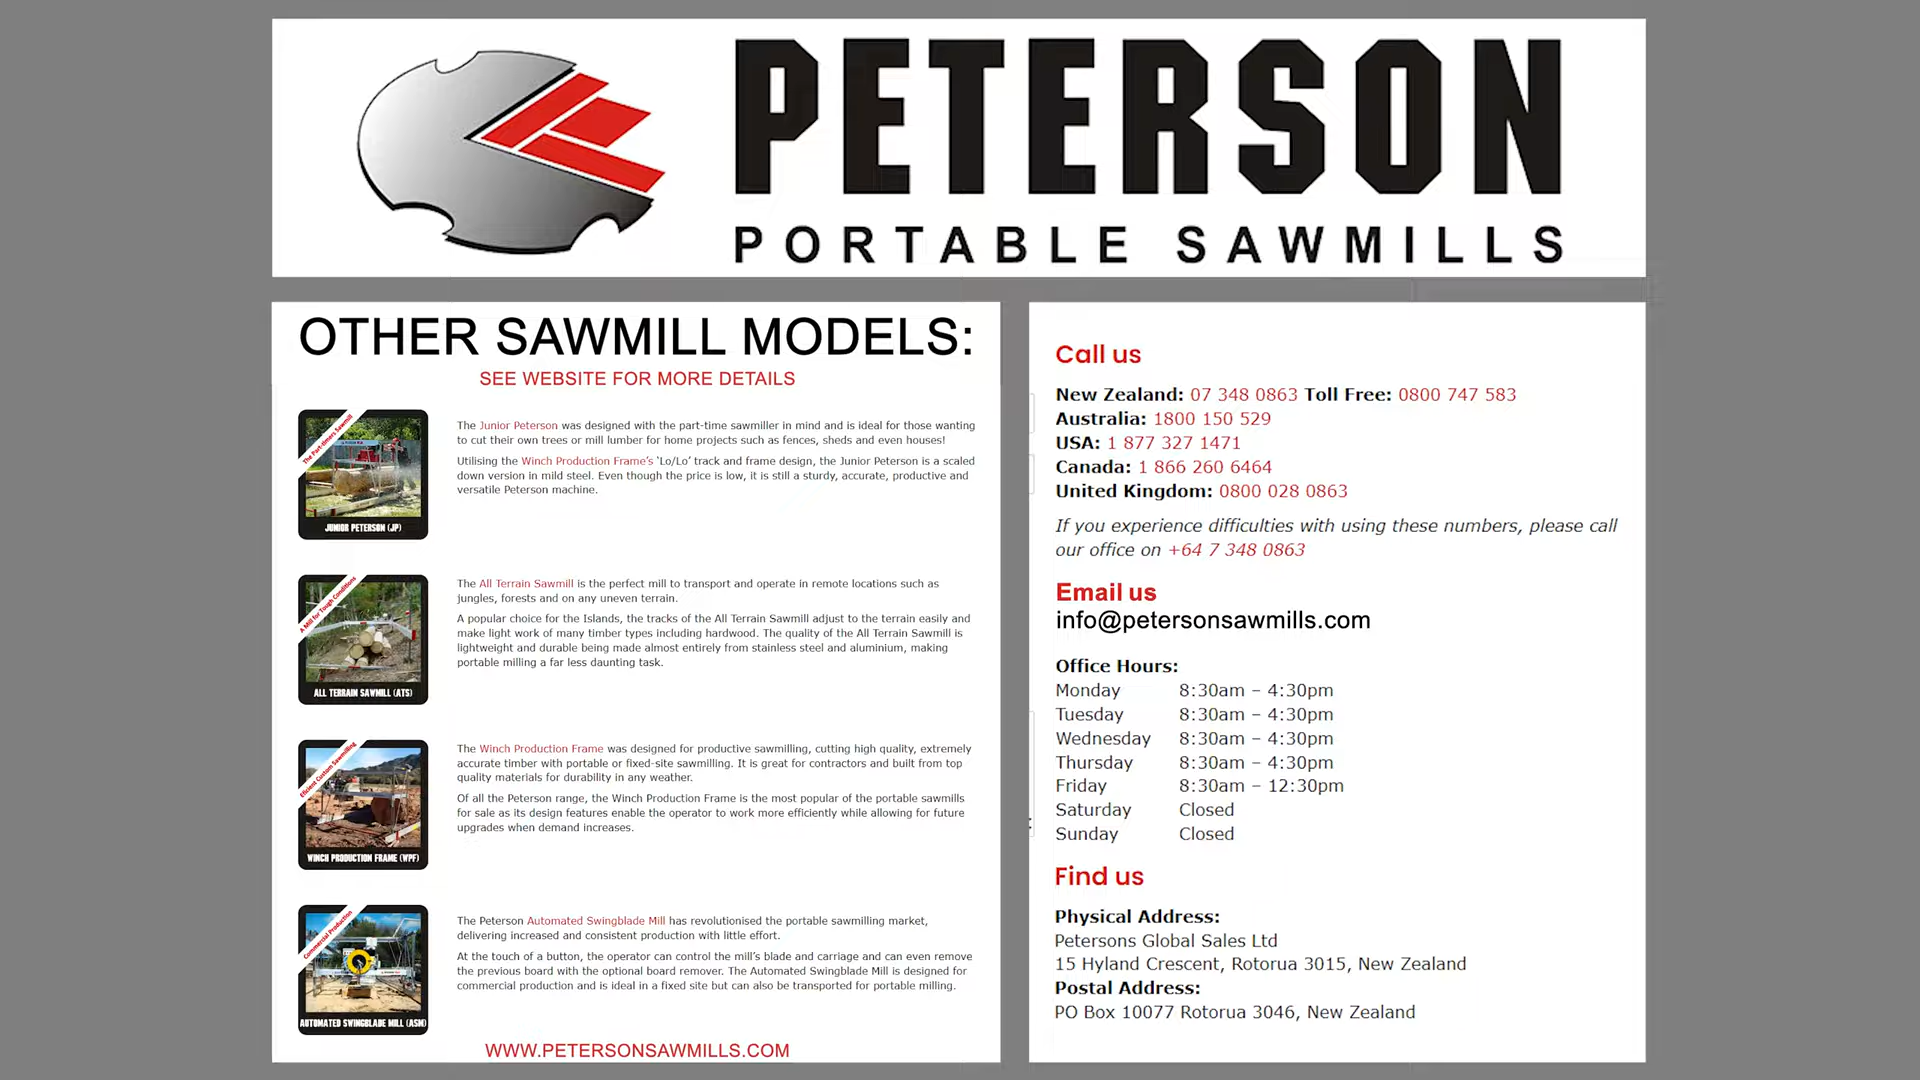 PETERSON
PORTABLE SAWMILLS
OTHER SAWMILL MODELS:
SEE WEBSITE FOR MORE DETAILS
The Part-timers Sawmill
JUNIOR PETERSON (JP)
The Junior Peterson was designed with the part-time sawmiller in mind and is ideal for those wanting
to cut their own trees or mill lumber for home projects such as fences, sheds and even houses!
Utilising the Winch Production Frame's 'Lo/Lo' track and frame design, the Junior Peterson is a scaled
down version in mild steel. Even though the price is low, it is still a sturdy, accurate, productive and
versatile Peterson machine.
A Mill for Tough Conditions
ALL TERRAIN SAWMILL (ATS)
The All Terrain Sawmill is the perfect mill to transport and operate in remote locations such as
jungles, forests and on any uneven terrain.
A popular choice for the Islands, the tracks of the All Terrain Sawmill adjust to the terrain easily and
make light work of many timber types including hardwood. The quality of the All Terrain Sawmill is
lightweight and durable being made almost entirely from stainless steel and aluminium, making
portable milling a far less daunting task.
Efficient Custom Sawmilling
WINCH PRODUCTION FRAME (WPF)
The Winch Production Frame was designed for productive sawmilling, cutting high quality, extremely
accurate timber with portable or fixed-site sawmilling. It is great for contractors and built from top
quality materials for durability in any weather.
Of all the Peterson range, the Winch Production Frame is the most popular of the portable sawmills
for sale as its design features enable the operator to work more efficiently while allowing for future
upgrades when demand increases.
Commercial Production
AUTOMATED SWINGBLADE MILL (ASM)
The Peterson Automated Swingblade Mill has revolutionised the portable sawmilling market,
delivering increased and consistent production with little effort.
At the touch of a button, the operator can control the mill's blade and carriage and can even remove
the previous board with the optional board remover. The Automated Swingblade Mill is designed for
commercial production and is ideal in a fixed site but can also be transported for portable milling.
WWW.PETERSONSAWMILLS.COM
Call us
New Zealand: 07 348 0863 Toll Free: 0800 747 583
Australia: 1800 150 529
USA: 1 877 327 1471
Canada: 1 866 260 6464
United Kingdom: 0800 028 0863
If you experience difficulties with using these numbers, please call
our office on +64 7 348 0863
Email us
info@petersonsawmills.com
Office Hours:
Monday 8:30am – 4:30pm
Tuesday 8:30am – 4:30pm
Wednesday 8:30am – 4:30pm
Thursday 8:30am – 4:30pm
Friday 8:30am – 12:30pm
Saturday Closed
Sunday Closed
Find us
Physical Address:
Petersons Global Sales Ltd
15 Hyland Crescent, Rotorua 3015, New Zealand
Postal Address:
PO Box 10077 Rotorua 3046, New Zealand